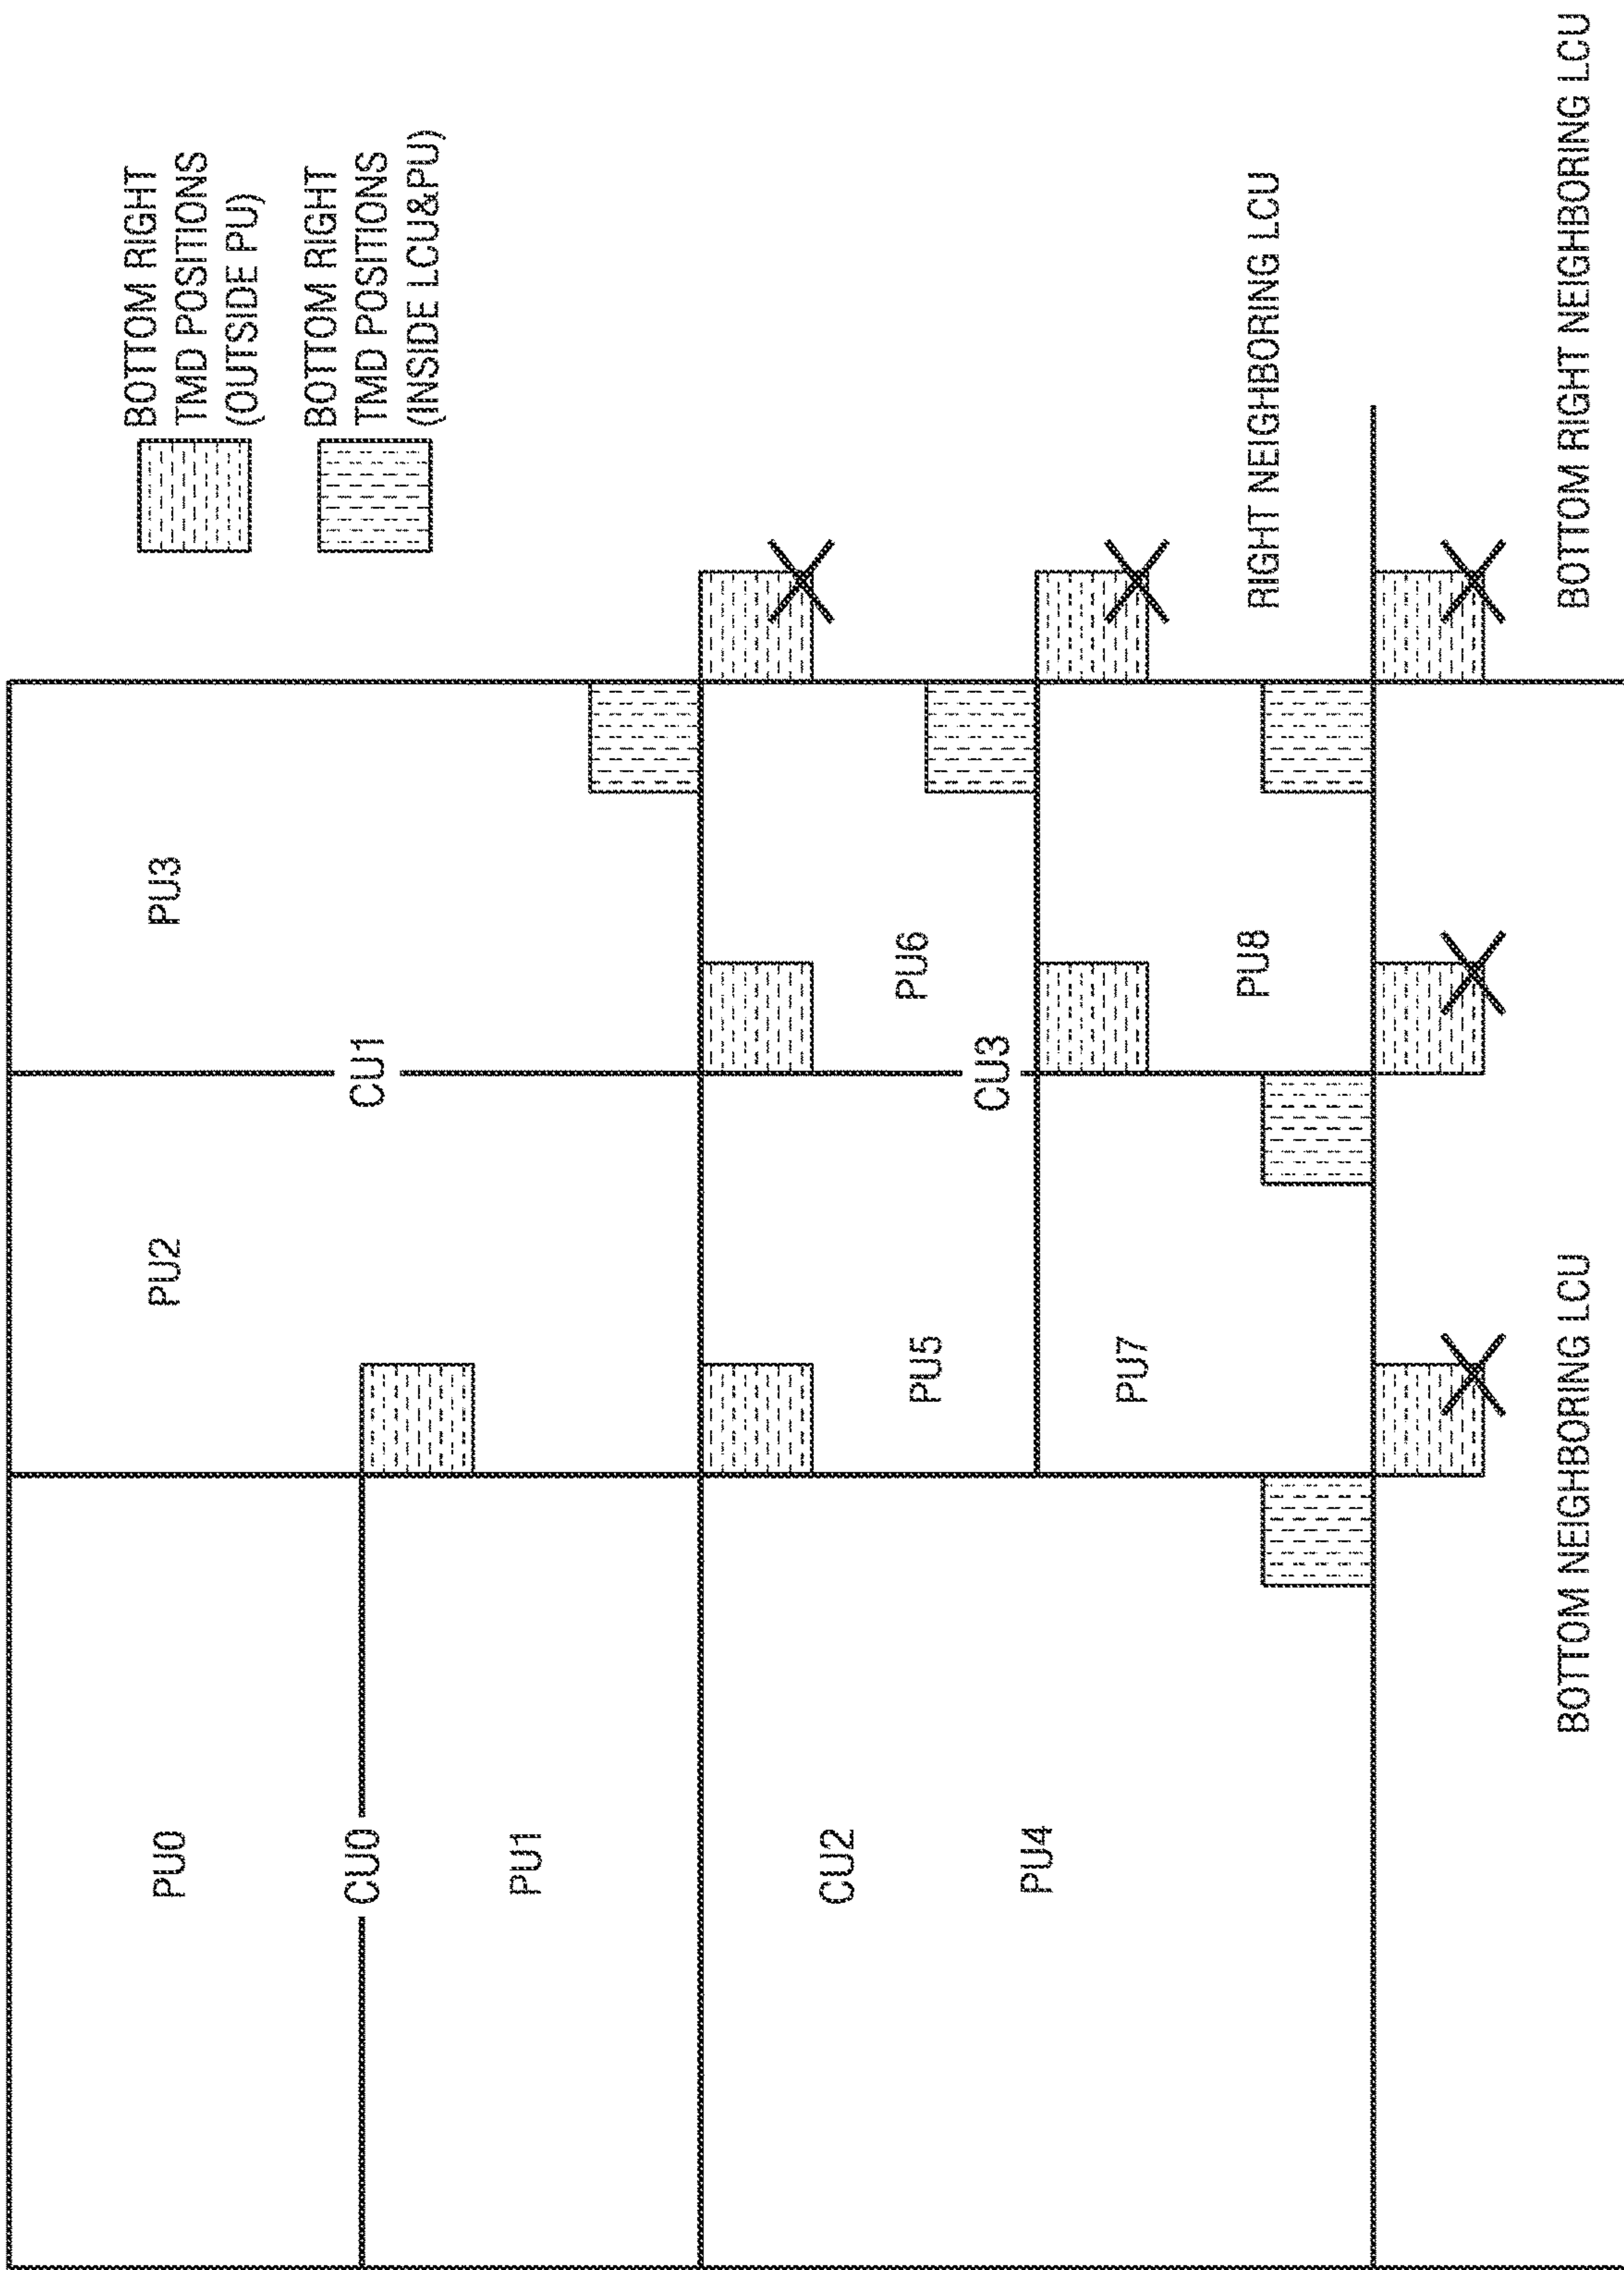 PU0
CU0
PU1
PU2
CU1
PU3
CU2
PU4
PU5
PU6
CU3
PU7
PU8
BOTTOM RIGHT
TMD POSITIONS
(OUTSIDE PU)
BOTTOM RIGHT
TMD POSITIONS
(INSIDE LCU&PU)
RIGHT NEIGHBORING LCU
BOTTOM NEIGHBORING LCU
BOTTOM RIGHT NEIGHBORING LCU